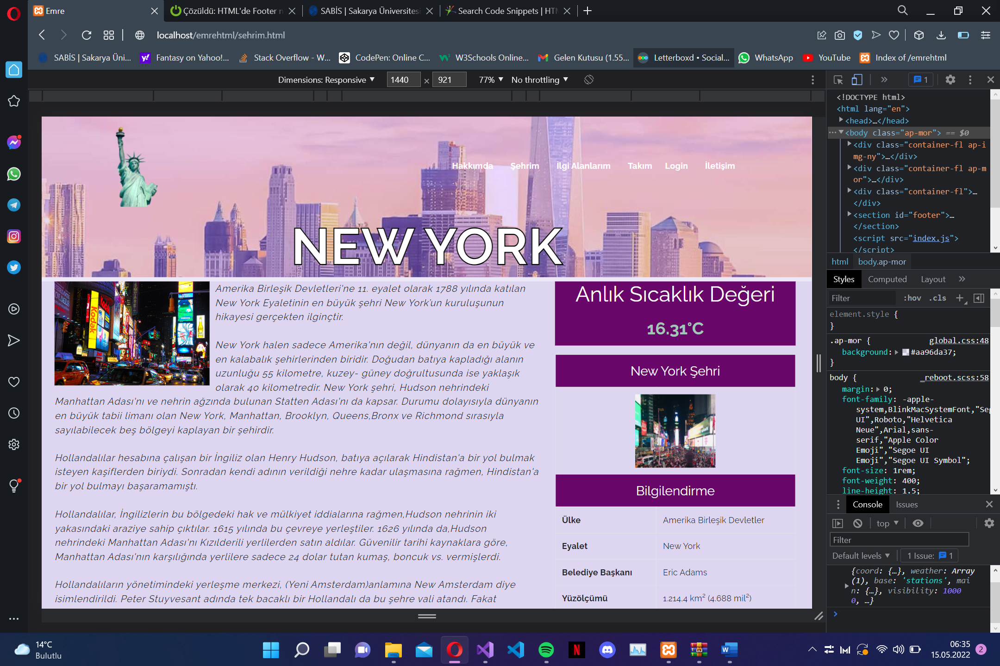 Emre
Çözüldü: HTML'de Footer n
SABİS | Sakarya Üniversitesi
Search Code Snippets | HTM
localhost/emrehtml/sehrim.html
SABİS | Sakarya Üni...
Fantasy on Yahoo!...
Stack Overflow - W...
CodePen: Online C...
W3Schools Online...
Gelen Kutusu (1.55...
Letterboxd • Social...
WhatsApp
YouTube
Index of /emrehtml
Dimensions: Responsive ▼ 1440 × 921 77% ▼ No throttling ▼
Hakkımda Şehrim İlgi Alanlarım Takım Login İletişim
NEW YORK
Amerika Birleşik Devletleri'ne 11. eyalet olarak 1788 yılında katılan
New York Eyaletinin en büyük şehri New York'un kuruluşunun
hikayesi gerçekten ilginçtir.
New York halen sadece Amerika'nın değil, dünyanın da en büyük ve
en kalabalık şehirlerinden biridir. Doğudan batıya kapladığı alanın
uzunluğu 55 kilometre, kuzey- güney doğrultusunda ise yaklaşık
olarak 40 kilometredir. New York şehri, Hudson nehrindeki
Manhattan Adası'nı ve nehrin ağzında bulunan Statten Adası'nı da kapsar. Durumu dolayısıyla dünyanın
en büyük tabii limanı olan New York, Manhattan, Brooklyn, Queens,Bronx ve Richmond sırasıyla
sayılabilecek beş bölgeyi kaplayan bir şehirdir.
Hollandalılar hesabına çalışan bir İngiliz olan Henry Hudson, batıya açılarak Hindistan'a bir yol bulmak
isteyen kaşiflerden biriydi. Sonradan kendi adının verildiği nehre kadar ulaşmasına rağmen, Hindistan'a
bir yol bulmayı başaramamıştı.
Hollandalılar, İngilizlerin bu bölgedeki hak ve mülkiyet iddialarına rağmen,Hudson nehrinin iki
yakasındaki araziye sahip çıktılar. 1615 yılında bu çevreye yerleştiler. 1626 yılında da,Hudson
nehrindeki Manhattan Adası'nı Kızılderili yerlilerden satın aldılar. Güvenilir tarihi kaynaklara göre,
Manhattan Adası'nın karşılığında yerlilere sadece 24 dolar tutan kumaş, boncuk vs. vermişlerdi.
Hollandalıların yönetimindeki yerleşme merkezi, (Yeni Amsterdam)anlamına New Amsterdam diye
isimlendirildi. Peter Stuyvesant adında tek bacaklı bir Hollandalı da bu şehre vali atandı. Fakat
Kodak
Anlık Sıcaklık Değeri
16.31°C
New York Şehri
Bilgilendirme
Ülke Amerika Birleşik Devletler
Eyalet New York
Belediye Başkanı Eric Adams
Yüzölçümü 1.214,4 km² (4.688 mil²)
1
<!DOCTYPE html>
<html lang="en">
<head>…</head>
<body class="ap-mor"> == $0
<div class="container-fl ap-i
mg-ny">…</div>
<div class="container-fl ap-m
or">…</div>
<div class="container-fl">…
</div>
<section id="footer">…
</section>
<script src="index.js">
</script>
html body.ap-mor
Styles Computed Layout
Filter :hov .cls
element.style {
}
.ap-mor { global.css:48
background: #aa96da37;
}
body { _reboot.scss:58
margin: 0;
font-family: -apple-
system,BlinkMacSystemFont,"Seg
UI",Roboto,"Helvetica
Neue",Arial,sans-
serif,"Apple Color
Emoji","Segoe UI
Emoji","Segoe UI Symbol";
font-size: 1rem;
font-weight: 400;
line-height: 1.5;
Console Issues
top ▼
Filter
Default levels ▼ 1 Issue: 1
{coord: {…}, weather: Array
(1), base: 'stations', mai
n: {…}, visibility: 1000
0, …}
14°C
Bulutlu
06:35
15.05.2022
2